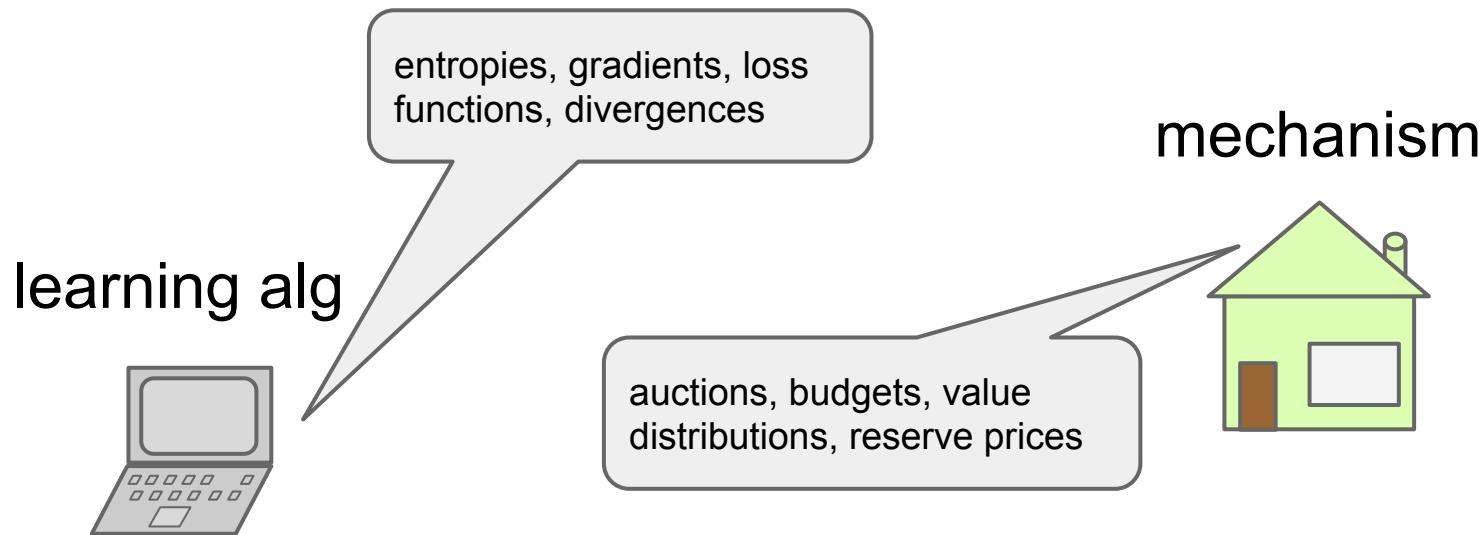 entropies, gradients, loss
functions, divergences
mechanism
learning alg
auctions, budgets, value
distributions, reserve prices